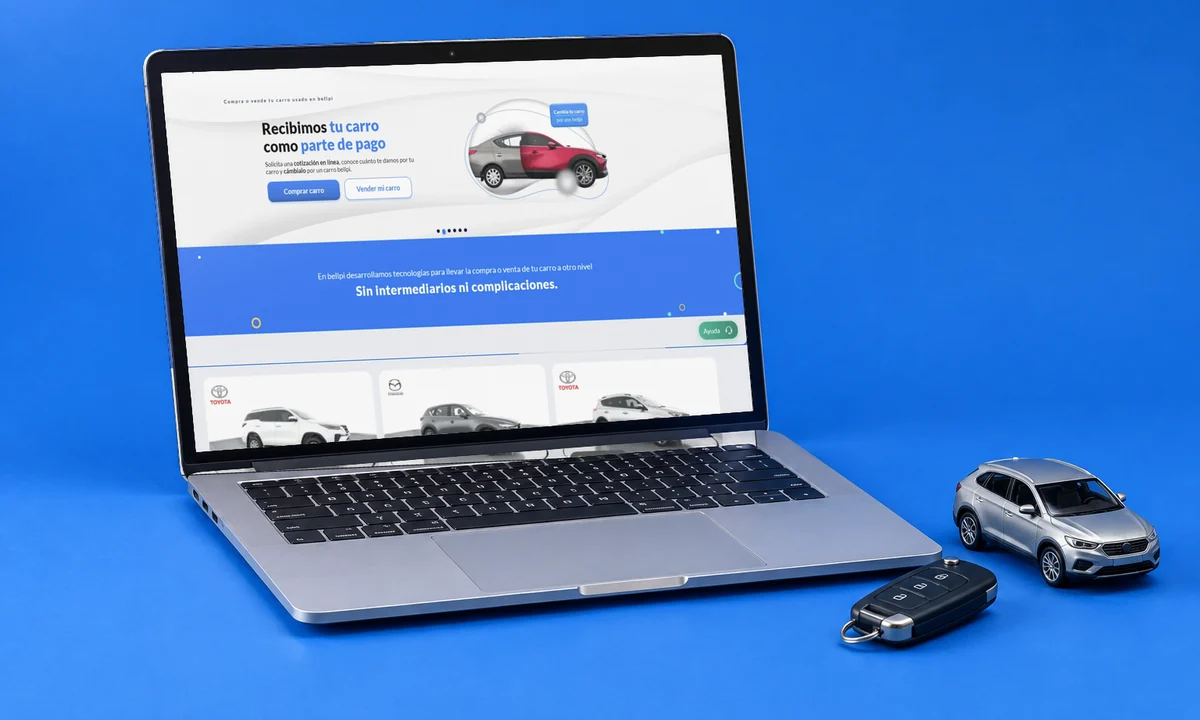 Compra o vende tu carro usado en bellpi
Recibimos tu carro
como parte de pago
Solicita una cotización en línea, conoce cuánto te damos por tu
carro y cámbialo por un carro bellpi.
Comprar carro
Vender mi carro
Cambia tu carro
por uno bellpi
En bellpi desarrollamos tecnologías para llevar la compra o venta de tu carro a otro nivel
Sin intermediarios ni complicaciones.
Ayuda
TOYOTA
mazda
TOYOTA